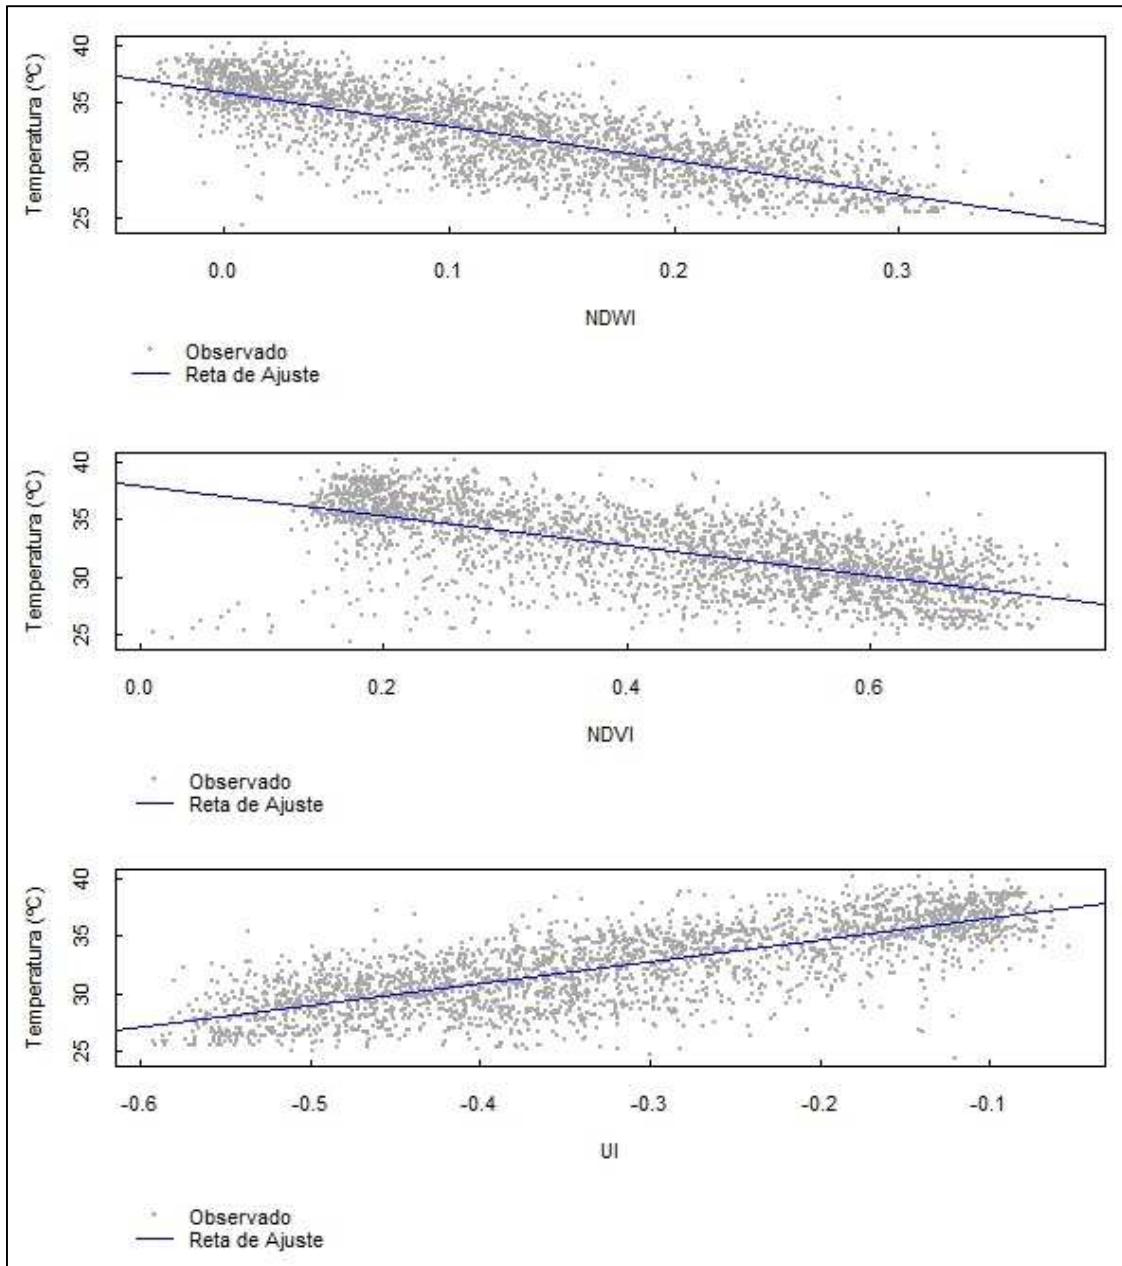 Temperatura (ºC)
40
35
30
25
0.0 0.1 0.2 0.3
NDWI
Observado
Reta de Ajuste
Temperatura (ºC)
40
35
30
25
0.0 0.2 0.4 0.6
NDVI
Observado
Reta de Ajuste
Temperatura (ºC)
40
35
30
25
-0.6 -0.5 -0.4 -0.3 -0.2 -0.1
UI
Observado
Reta de Ajuste